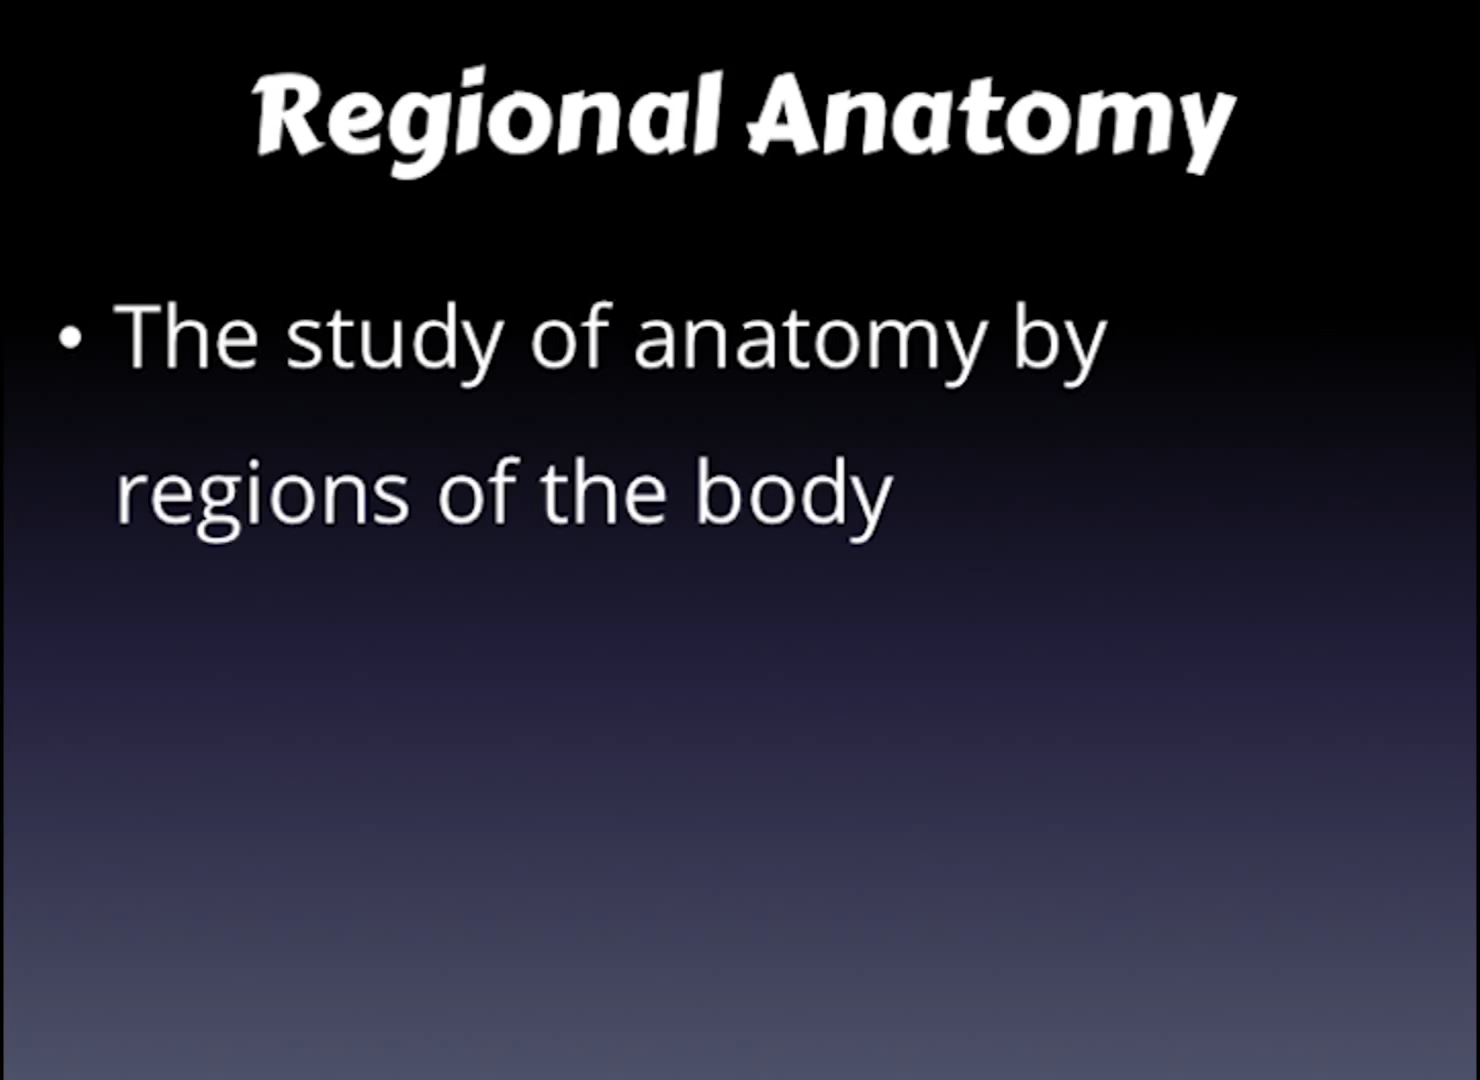 Regional Anatomy
• The study of anatomy by
regions of the body